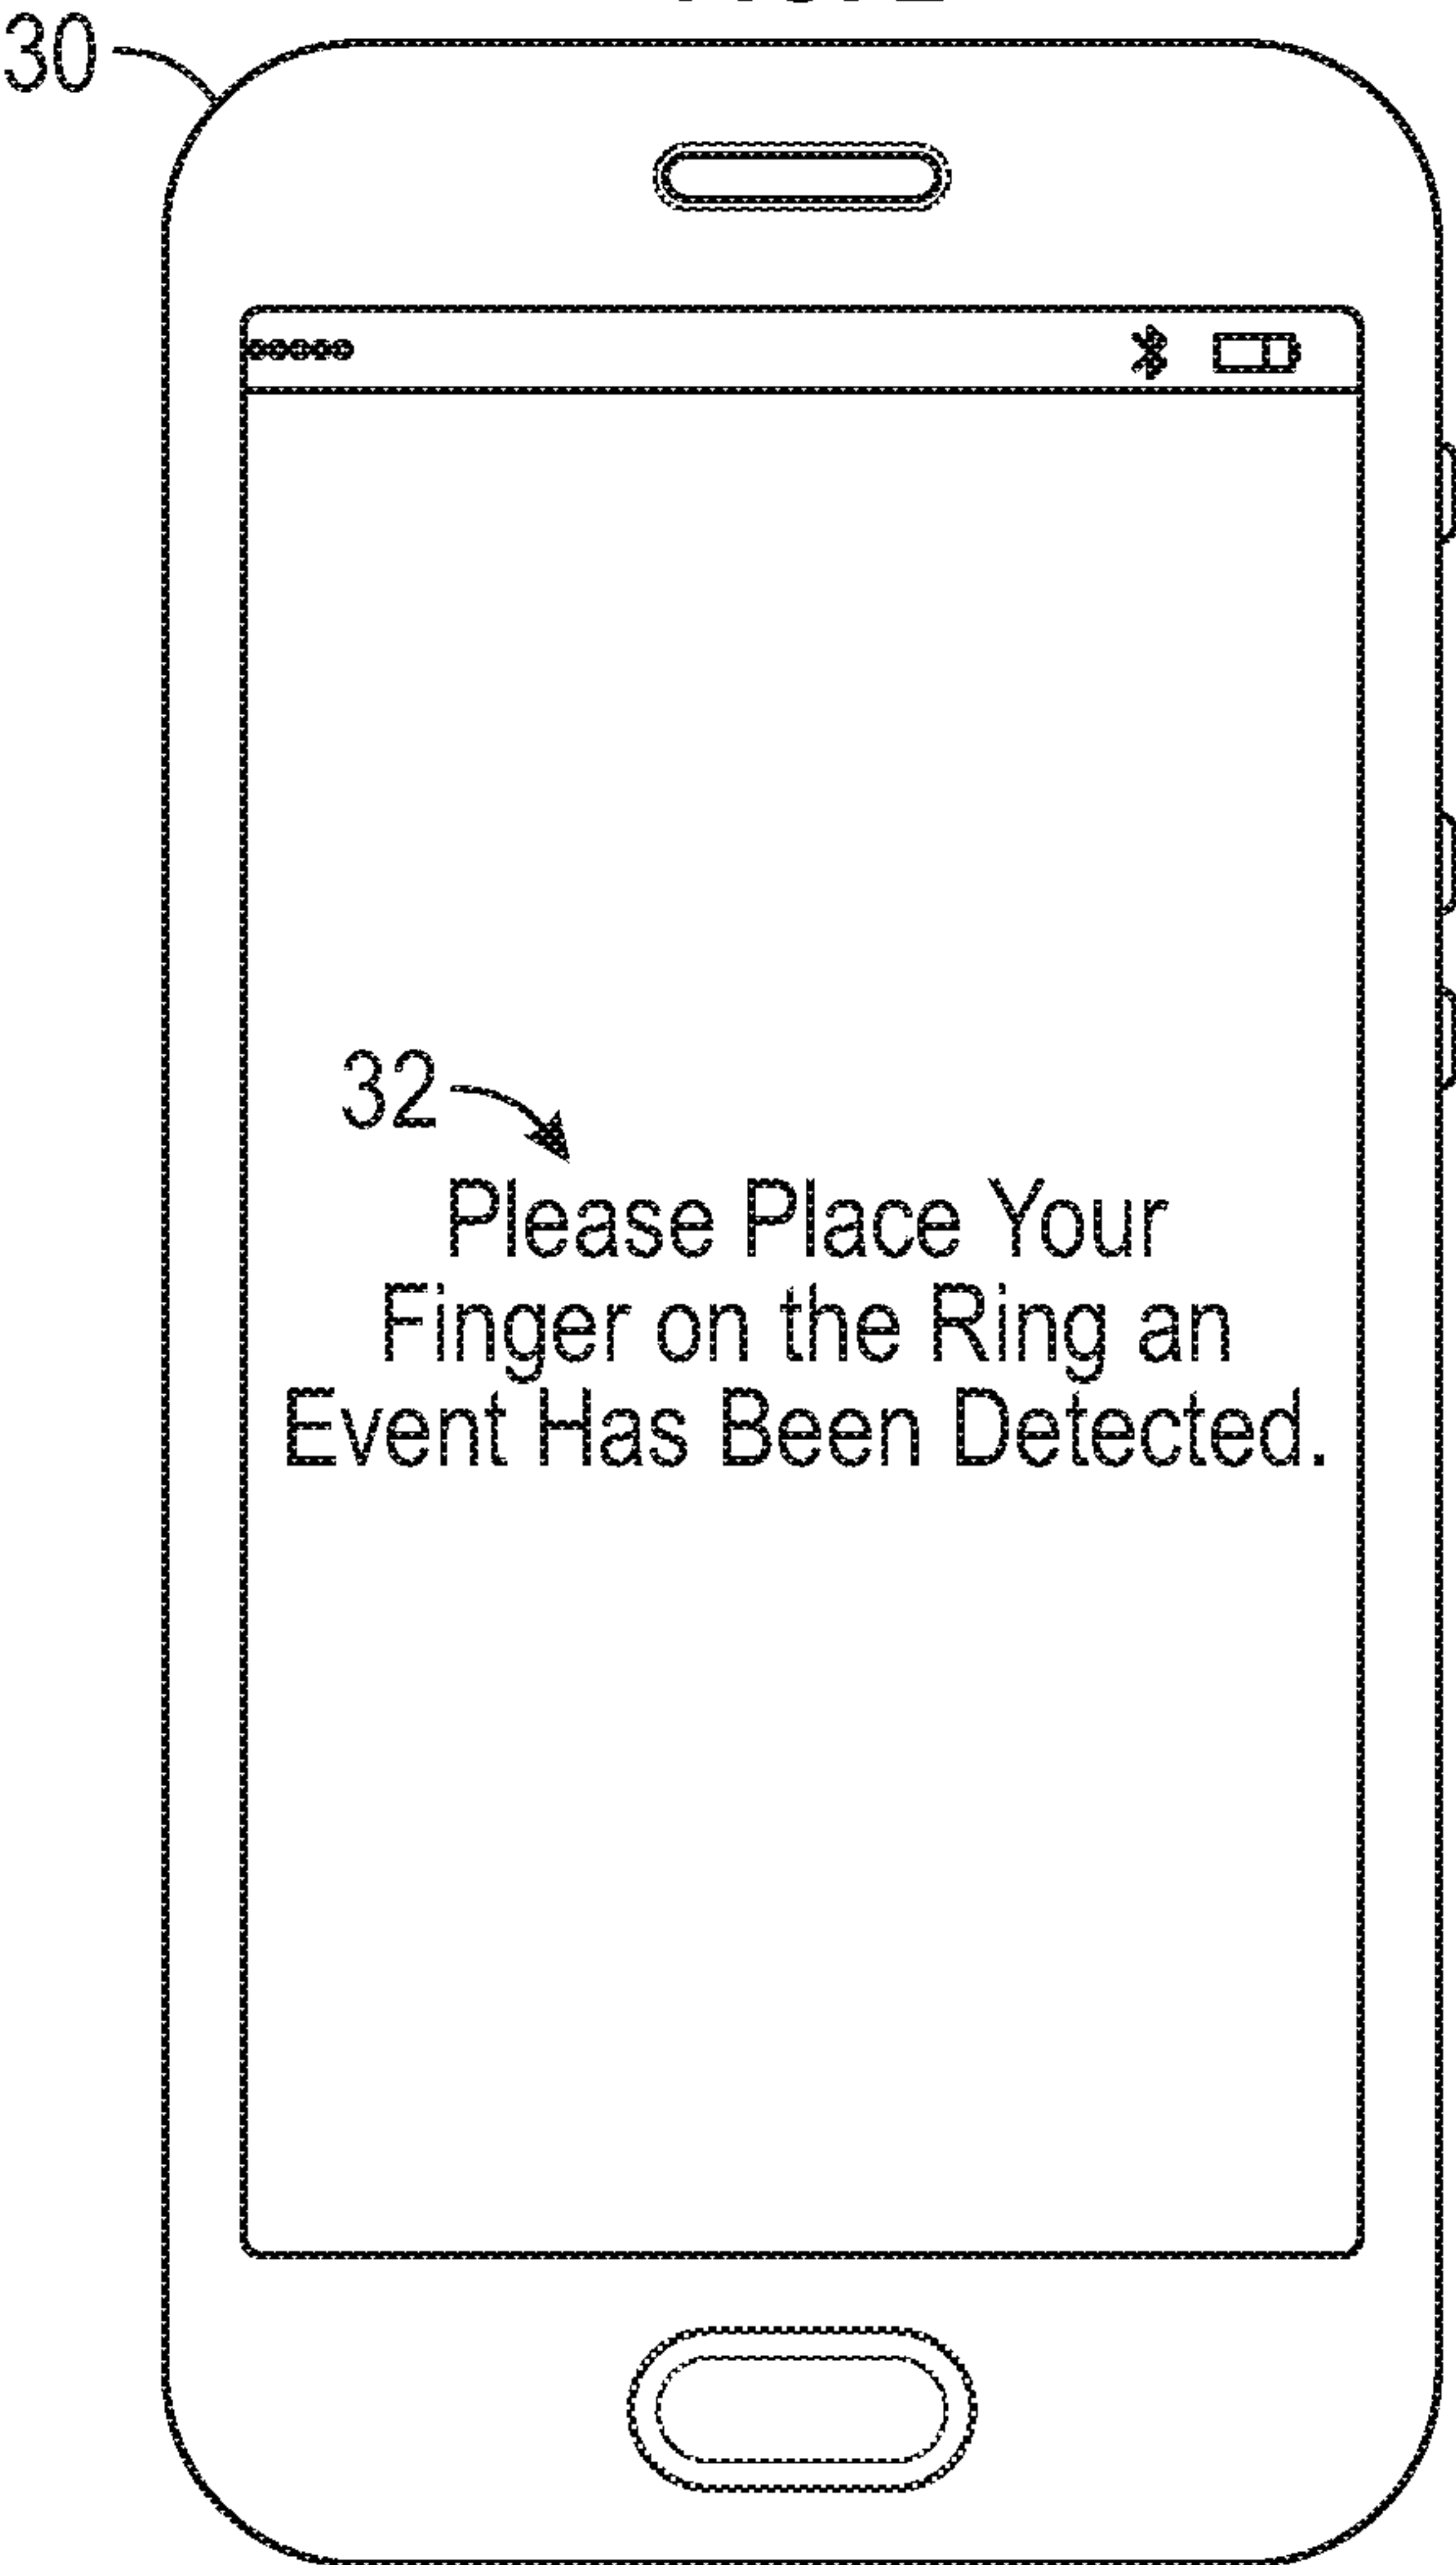 30
32
Please Place Your
Finger on the Ring an
Event Has Been Detected.